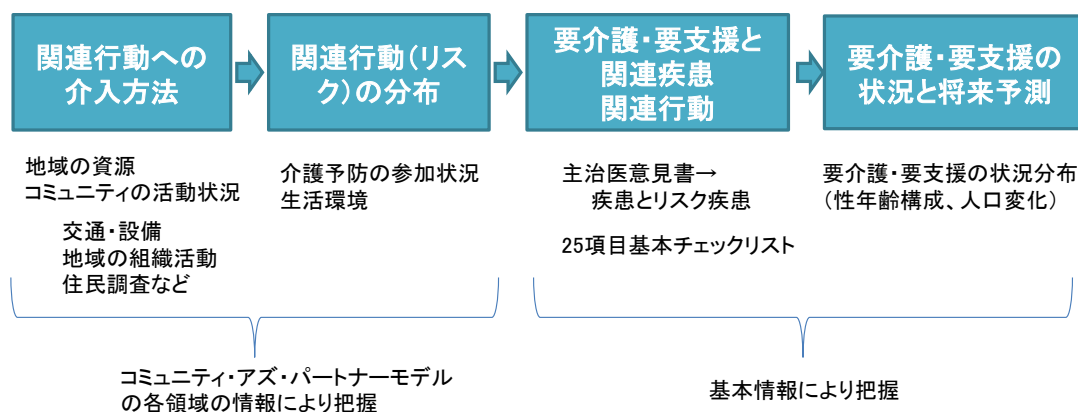 関連行動への
介入方法
関連行動(リス
ク)の分布
要介護・要支援と
関連疾患
関連行動
要介護・要支援の
状況と将来予測
地域の資源
コミュニティの活動状況
交通・設備
地域の組織活動
住民調査など
介護予防の参加状況
生活環境
主治医意見書→
疾患とリスク疾患
25項目基本チェックリスト
要介護・要支援の状況分布
(性年齢構成、人口変化)
コミュニティ・アズ・パートナーモデル
の各領域の情報により把握
基本情報により把握